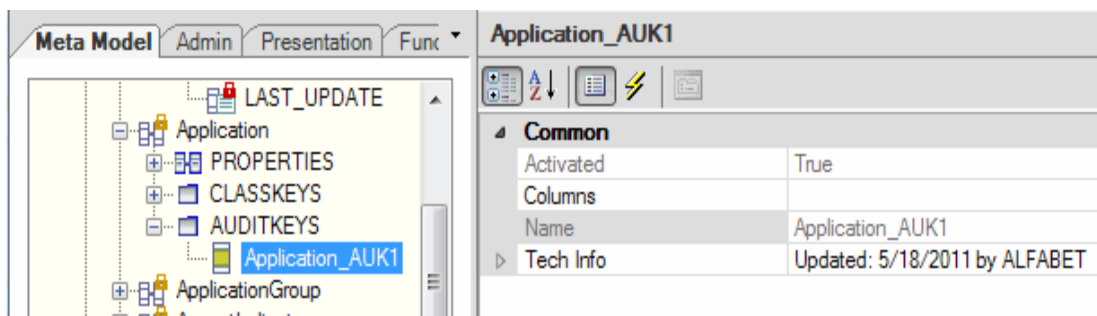 Meta Model Admin Presentation Func
LAST_UPDATE
Application
PROPERTIES
CLASSKEYS
AUDITKEYS
Application_AUK1
ApplicationGroup
Application_AUK1
Common
Activated True
Columns
Name Application_AUK1
Tech Info Updated: 5/18/2011 by ALFABET